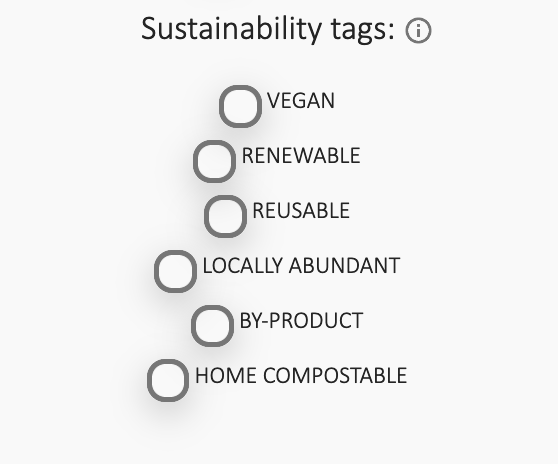 Sustainability tags:
VEGAN
RENEWABLE
REUSABLE
LOCALLY ABUNDANT
BY-PRODUCT
HOME COMPOSTABLE